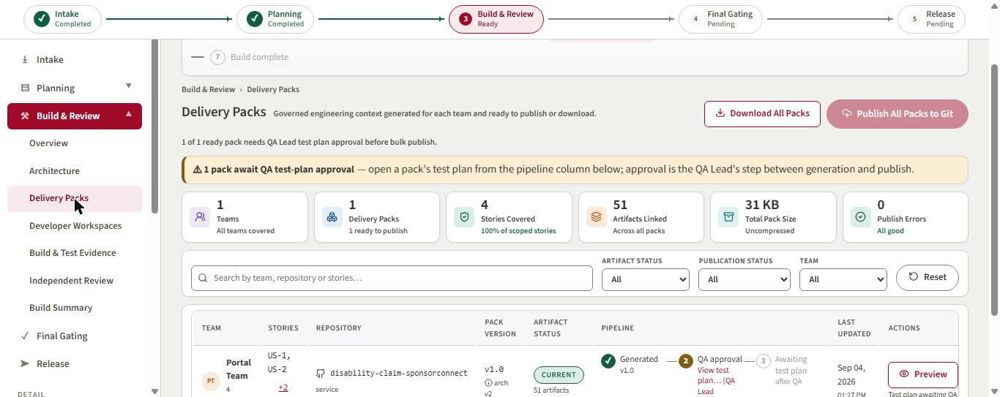 Intake
Completed
Planning
Completed
3
Build & Review
Ready
4
Final Gating
Pending
5
Release
Pending
Intake
Planning
Build & Review
Overview
Architecture
Delivery Packs
Developer Workspaces
Build & Test Evidence
Independent Review
Build Summary
Final Gating
Release
DETAIL
7 Build complete
Build & Review › Delivery Packs
Delivery Packs Governed engineering context generated for each team and ready to publish or download.
Download All Packs
Publish All Packs to Git
1 of 1 ready pack needs QA Lead test plan approval before bulk publish.
⚠ 1 pack await QA test-plan approval — open a pack's test plan from the pipeline column below; approval is the QA Lead's step between generation and publish.
1
Teams
All teams covered
1
Delivery Packs
1 ready to publish
4
Stories Covered
100% of scoped stories
51
Artifacts Linked
Across all packs
31 KB
Total Pack Size
Uncompressed
0
Publish Errors
All good
Search by team, repository or stories…
ARTIFACT STATUS
All
PUBLICATION STATUS
All
TEAM
All
Reset
TEAM
STORIES
REPOSITORY
PACK
VERSION
ARTIFACT
STATUS
PIPELINE
LAST
UPDATED
ACTIONS
PT
Portal
Team
4
US-1,
US-2
+2
disability-claim-sponsorconnect
service
v1.0
arch
v2
CURRENT
51 artifacts
Generated
v1.0
2
QA approval
View test
plan… (QA
Lead
3
Awaiting
test plan
after QA
Sep 04,
2026
01:27 PM
Preview
Test plan awaiting QA